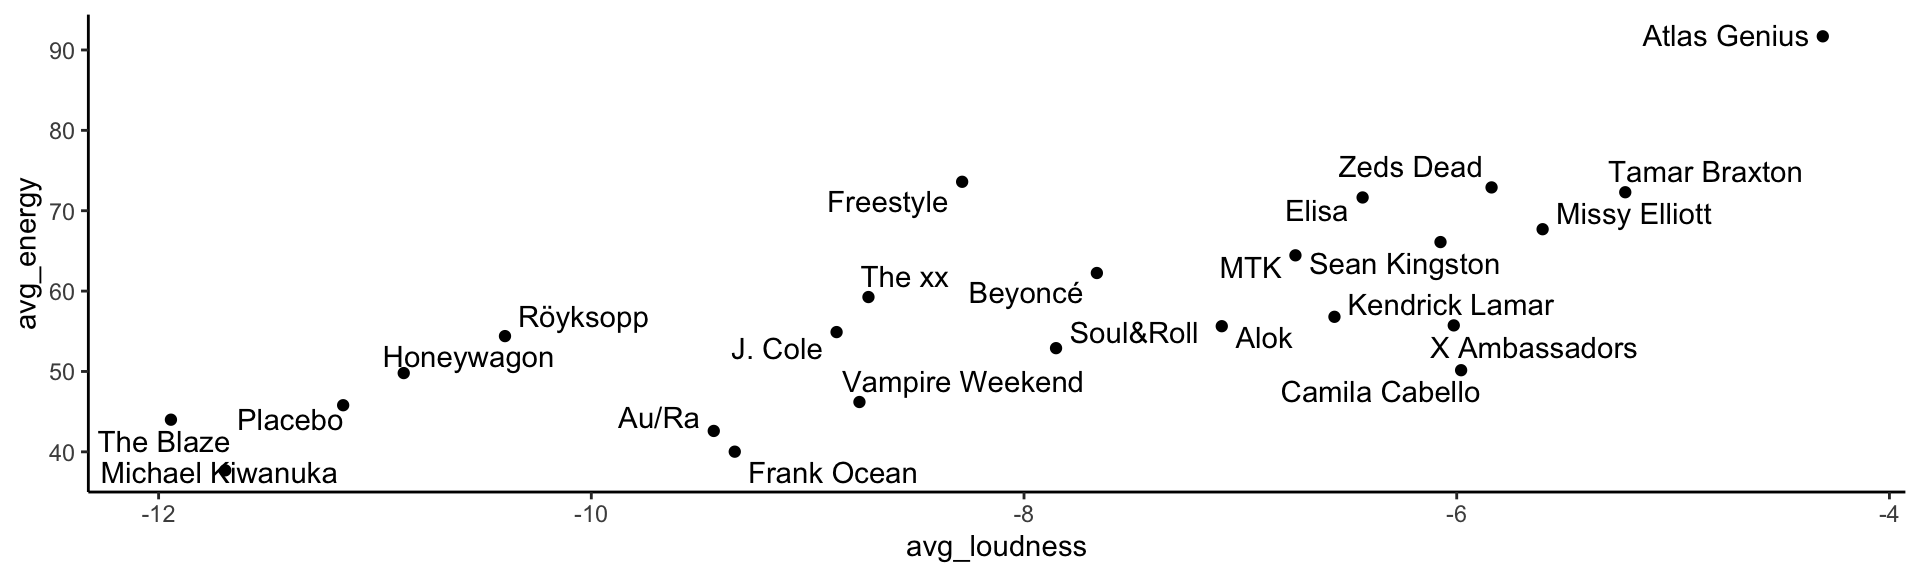 Atlas Genius
90
80
Zeds Dead
Tamar Braxton
Freestyle
Elisa
Missy Elliott
70
MTK
Sean Kingston
The xx
Beyoncé
60
Kendrick Lamar
Röyksopp
Soul&Roll
Alok
J. Cole
X Ambassadors
Honeywagon
50
Vampire Weekend
Camila Cabello
Placebo
Au/Ra
The Blaze
40
Michael Kiwanuka
Frank Ocean
avg_energy
-12
-10
-8
-6
-4
avg_loudness